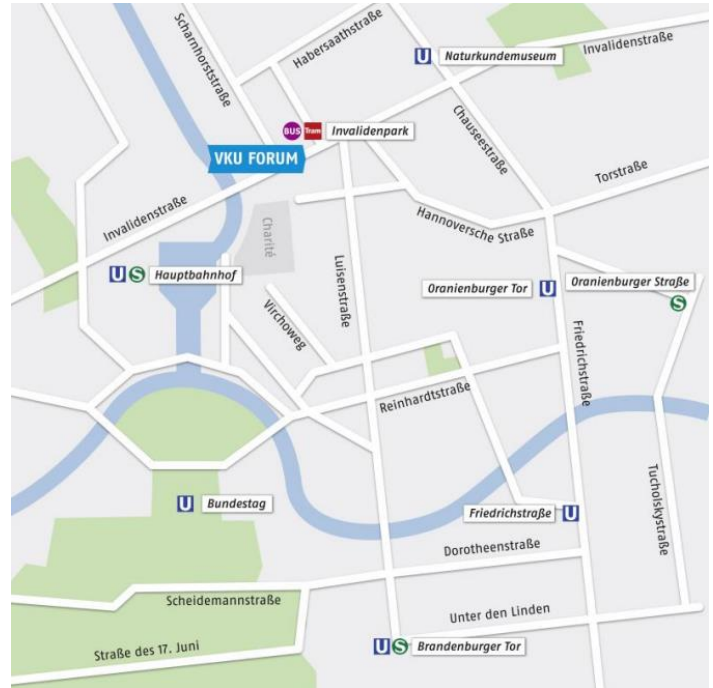 Scharnhorststraße
Habersaathstraße
U Naturkundemuseum
Invalidenstraße
Chausseestraße
BUS Tram Invalidenpark
VKU FORUM
Torstraße
Invalidenstraße
Charité
Hannoversche Straße
Luisenstraße
U S Hauptbahnhof
Oranienburger Tor U
Oranienburger Straße
S
Virchoweg
Friedrichstraße
Reinhardtstraße
Tucholskystraße
U Bundestag
Friedrichstraße U
Dorotheenstraße
Scheidemannstraße
Unter den Linden
Straße des 17. Juni
U S Brandenburger Tor